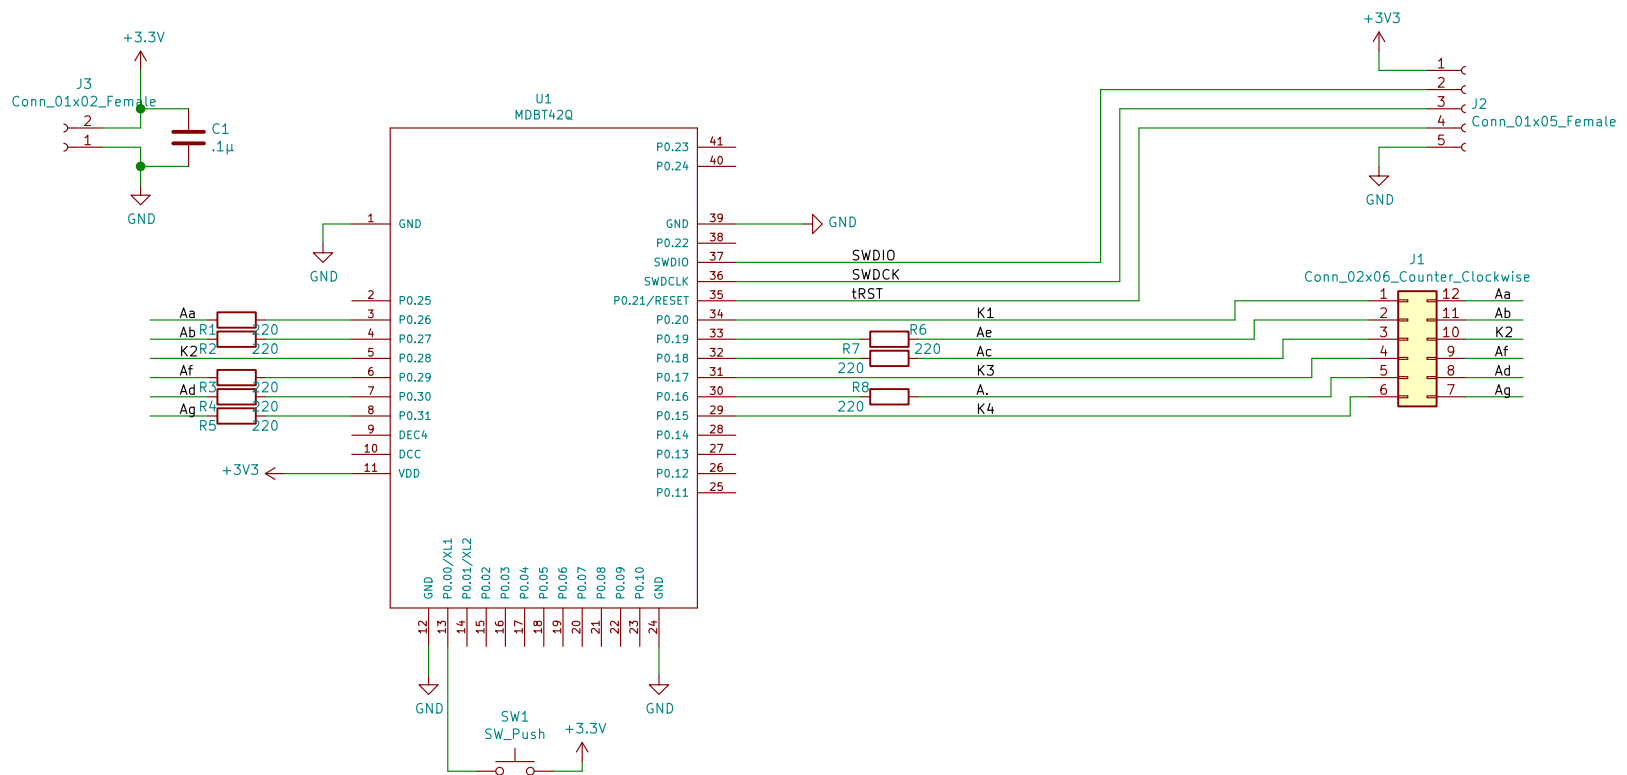 +3.3V
J3
Conn_01x02_Female
2
1
C1
.1µ
GND
U1
MDBT42Q
+3V3
1
2
3
4
5
J2
Conn_01x05_Female
GND
P0.23 41
P0.24 40
1 GND
GND
GND 39
GND
P0.22 38
SWDIO 37
SWDIO
SWDCLK 36
SWDCK
P0.21/RESET 35
tRST
2 P0.25
Aa
R1
220
3 P0.26
Ab
R2
220
4 P0.27
K2
5 P0.28
Af
R3
220
6 P0.29
Ad
R4
220
7 P0.30
Ag
R5
220
8 P0.31
9 DEC4
10 DCC
+3V3
11 VDD
P0.20 34
K1
P0.19 33
R6
220
Ae
P0.18 32
R7
220
Ac
P0.17 31
K3
P0.16 30
R8
220
A.
P0.15 29
K4
P0.14 28
P0.13 27
P0.12 26
P0.11 25
J1
Conn_02x06_Counter_Clockwise
1 12 Aa
2 11 Ab
3 10 K2
4 9 Af
5 8 Ad
6 7 Ag
GND
P0.00/XL1
P0.01/XL2
P0.02
P0.03
P0.04
P0.05
P0.06
P0.07
P0.08
P0.09
P0.10
GND
12
13
14
15
16
17
18
19
20
21
22
23
24
GND
GND
SW1
SW_Push
+3.3V